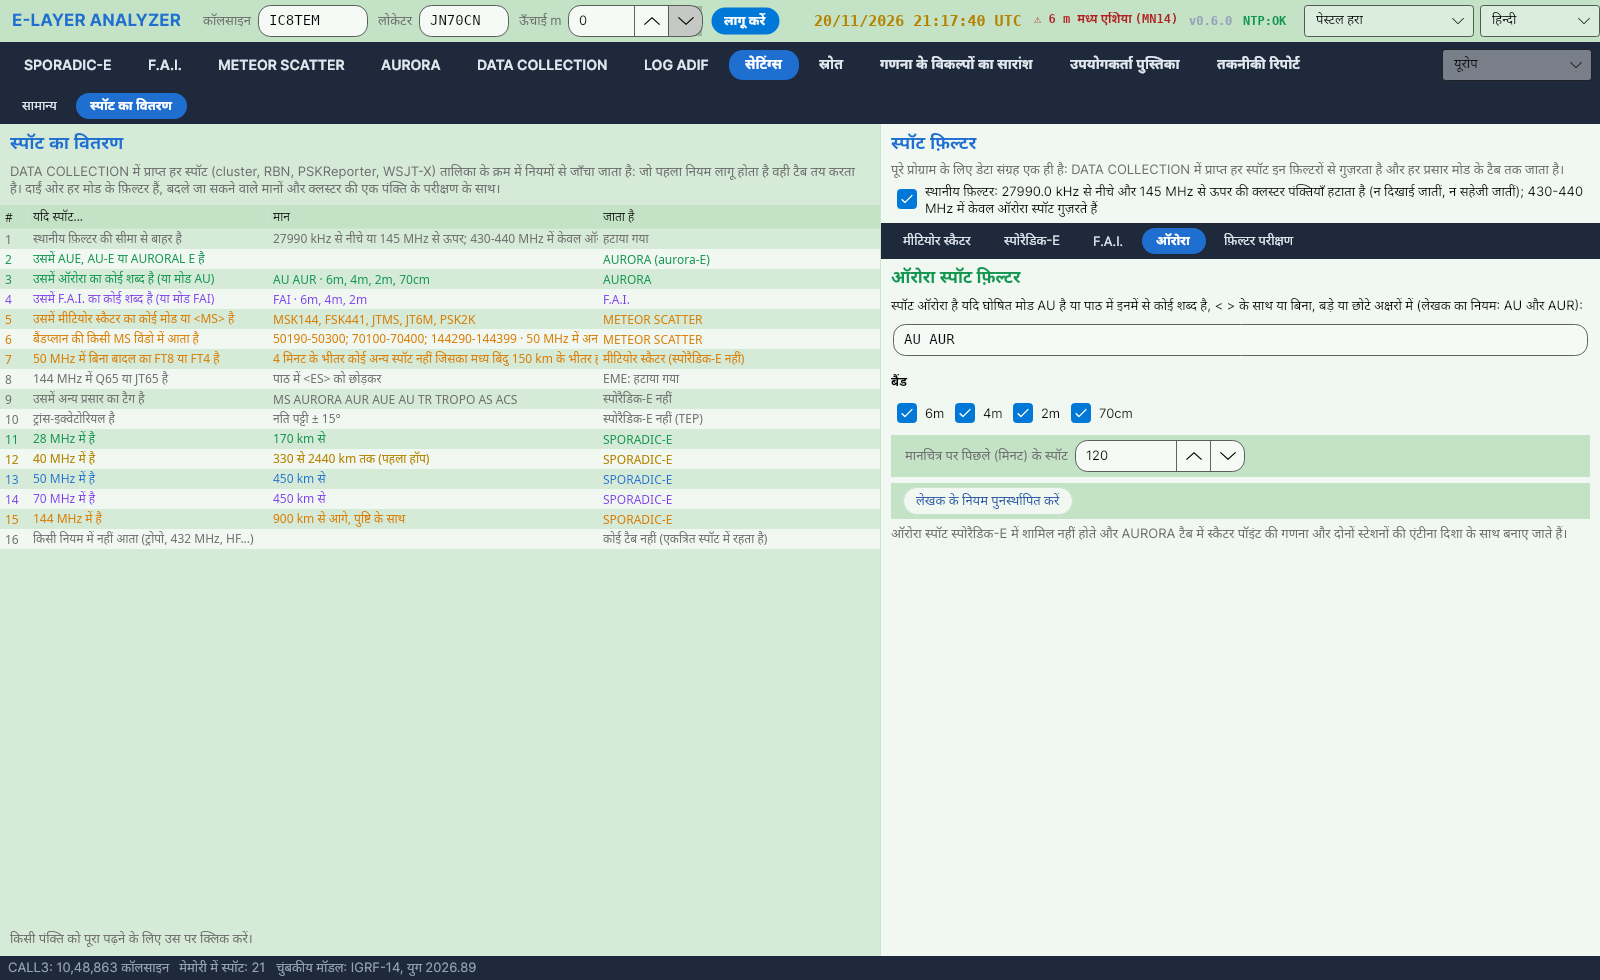 E-LAYER ANALYZER कॉलसाइन IC8TEM लोकेटर JN70CN ऊँचाई m 0 लागू करें 20/11/2026 21:17:40 UTC ⚠ 6 m मध्य एशिया (MN14) v0.6.0 NTP:OK पेस्टल हरा हिन्दी
SPORADIC-E F.A.I. METEOR SCATTER AURORA DATA COLLECTION LOG ADIF सेटिंग्स स्रोत गणना के विकल्पों का सारांश उपयोगकर्ता पुस्तिका तकनीकी रिपोर्ट यूरोप
सामान्य स्पॉट का वितरण
स्पॉट का वितरण
DATA COLLECTION में प्राप्त हर स्पॉट (cluster, RBN, PSKReporter, WSJT-X) तालिका के क्रम में नियमों से जाँचा जाता है: जो पहला नियम लागू होता है वही टैब तय करता
है। दाईं ओर हर मोड के फ़िल्टर हैं, बदले जा सकने वाले मानों और क्लस्टर की एक पंक्ति के परीक्षण के साथ।
# यदि स्पॉट... मान जाता है
1 स्थानीय फ़िल्टर की सीमा से बाहर है 27990 kHz से नीचे या 145 MHz से ऊपर; 430-440 MHz में केवल हटाया गया
2 उसमें AUE, AU-E या AURORAL E है AURORA (aurora-E)
3 उसमें ऑरोरा का कोई शब्द है (या मोड AU) AU AUR · 6m, 4m, 2m, 70cm AURORA
4 उसमें F.A.I. का कोई शब्द है (या मोड FAI) FAI · 6m, 4m, 2m F.A.I.
5 उसमें मीटियोर स्कैटर का कोई मोड या <MS> है MSK144, FSK441, JTMS, JT6M, PSK2K METEOR SCATTER
6 बैंडप्लान की किसी MS विंडो में आता है 50190-50300; 70100-70400; 144290-144399 · 50 MHz में अन METEOR SCATTER
7 50 MHz में बिना बादल का FT8 या FT4 है 4 मिनट के भीतर कोई अन्य स्पॉट नहीं जिसका मध्य बिंदु 150 km के भीतर मीटियोर स्कैटर (स्पोरैडिक-E नहीं)
8 144 MHz में Q65 या JT65 है पाठ में <ES> को छोड़कर EME: हटाया गया
9 उसमें अन्य प्रसार का टैग है MS AURORA AUR AUE AU TR TROPO AS ACS स्पोरैडिक-E नहीं
10 ट्रांस-इक्वेटोरियल है नति पट्टी ± 15° स्पोरैडिक-E नहीं (TEP)
11 28 MHz में है 170 km से SPORADIC-E
12 40 MHz में है 330 से 2440 km तक (पहला हॉप) SPORADIC-E
13 50 MHz में है 450 km से SPORADIC-E
14 70 MHz में है 450 km से SPORADIC-E
15 144 MHz में है 900 km से आगे, पुष्टि के साथ SPORADIC-E
16 किसी नियम में नहीं आता (ट्रोपो, 432 MHz, HF...) कोई टैब नहीं (एकत्रित स्पॉट में रहता है)
किसी पंक्ति को पूरा पढ़ने के लिए उस पर क्लिक करें।
स्पॉट फ़िल्टर
पूरे प्रोग्राम के लिए डेटा संग्रह एक ही है: DATA COLLECTION में प्राप्त हर स्पॉट इन फ़िल्टरों से गुज़रता है और हर प्रसार मोड के टैब तक जाता है।
स्थानीय फ़िल्टर: 27990.0 kHz से नीचे और 145 MHz से ऊपर की क्लस्टर पंक्तियाँ हटाता है (न दिखाई जातीं, न सहेजी जातीं); 430-440
MHz में केवल ऑरोरा स्पॉट गुज़रते हैं
मीटियोर स्कैटर स्पोरैडिक-E F.A.I. ऑरोरा फ़िल्टर परीक्षण
ऑरोरा स्पॉट फ़िल्टर
स्पॉट ऑरोरा है यदि घोषित मोड AU है या पाठ में इनमें से कोई शब्द है, < > के साथ या बिना, बड़े या छोटे अक्षरों में (लेखक का नियम: AU और AUR):
AU AUR
बैंड
6m 4m 2m 70cm
मानचित्र पर पिछले (मिनट) के स्पॉट 120
लेखक के नियम पुनर्स्थापित करें
ऑरोरा स्पॉट स्पोरैडिक-E में शामिल नहीं होते और AURORA टैब में स्कैटर पॉइंट की गणना और दोनों स्टेशनों की एंटीना दिशा के साथ बनाए जाते हैं।
CALL3: 10,48,863 कॉलसाइन मेमोरी में स्पॉट: 21 चुंबकीय मॉडल: IGRF-14, युग 2026.89